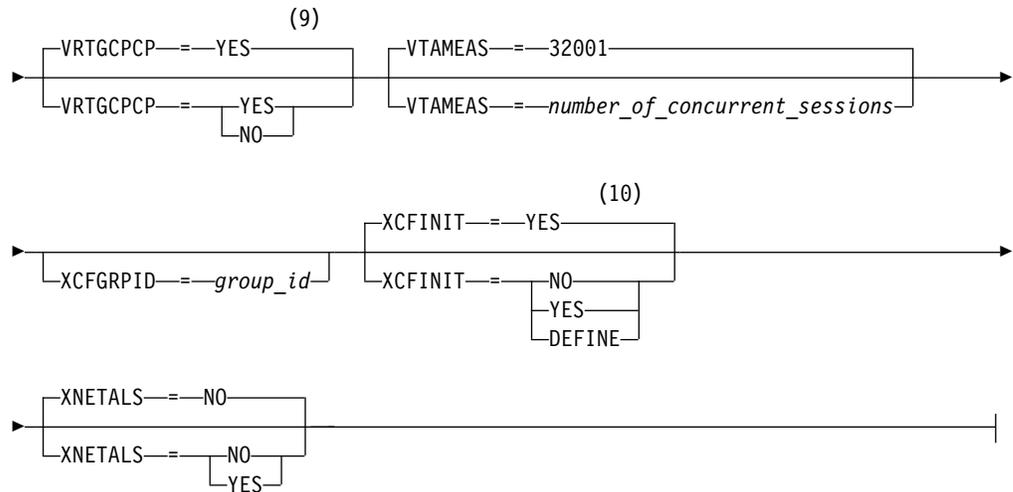 (9)
VRTGCPCP = YES VTAMEAS = 32001
VRTGCPCP = YES VTAMEAS = number_of_concurrent_sessions
NO
(10)
XCFINIT = YES
XCFGRPID = group_id XCFINIT = NO
YES
DEFINE
XNETALS = NO
XNETALS = NO
YES